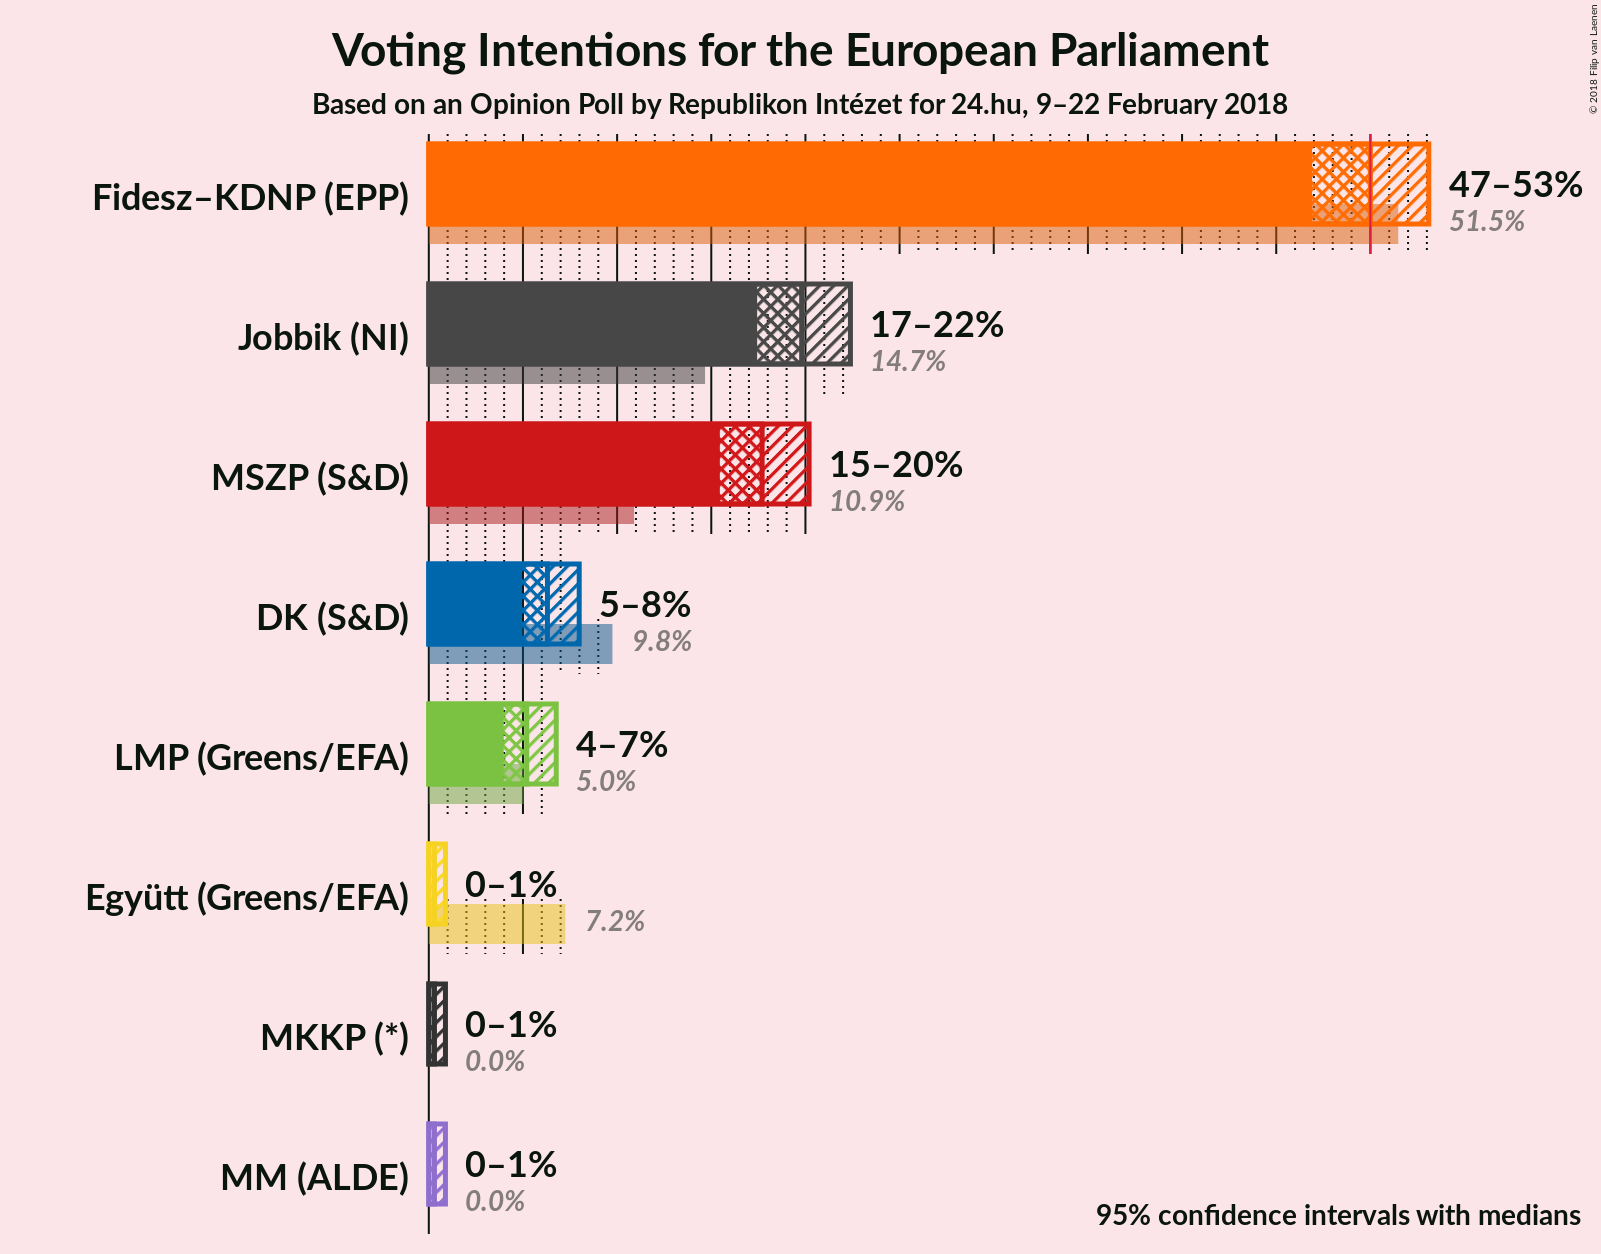 Voting Intentions for the European Parliament
Based on an Opinion Poll by Republikon Intézet for 24.hu, 9–22 February 2018
© 2018 Filip van Laenen
Fidesz–KDNP (EPP)
47–53%
51.5%
Jobbik (NI)
17–22%
14.7%
MSZP (S&D)
15–20%
10.9%
DK (S&D)
5–8%
9.8%
LMP (Greens/EFA)
4–7%
5.0%
Együtt (Greens/EFA)
0–1%
7.2%
MKKP (*)
0–1%
0.0%
MM (ALDE)
0–1%
0.0%
95% confidence intervals with medians